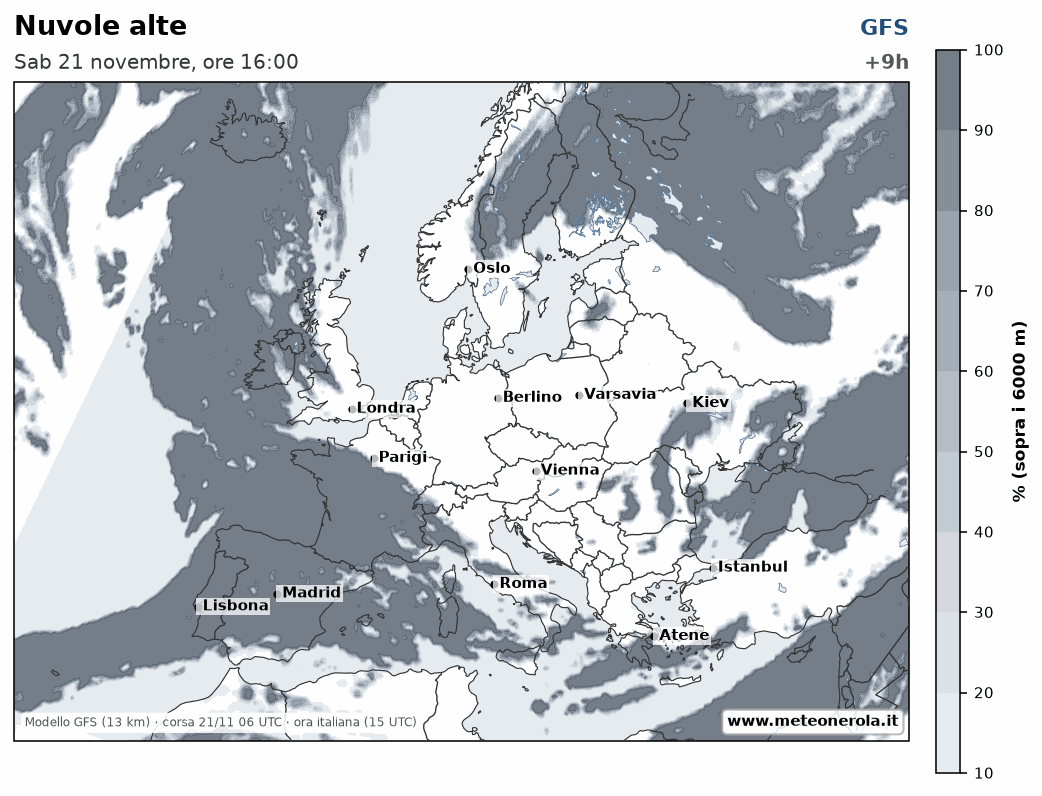 Nuvole alte
GFS
Sab 21 novembre, ore 16:00
+9h
Oslo
Londra
Berlino
Varsavia
Kiev
Parigi
Vienna
Istanbul
Roma
Madrid
Lisbona
Atene
Modello GFS (13 km) · corsa 21/11 06 UTC · ora italiana (15 UTC)
www.meteonerola.it
100
90
80
70
60
50
40
30
20
10
% (sopra i 6000 m)